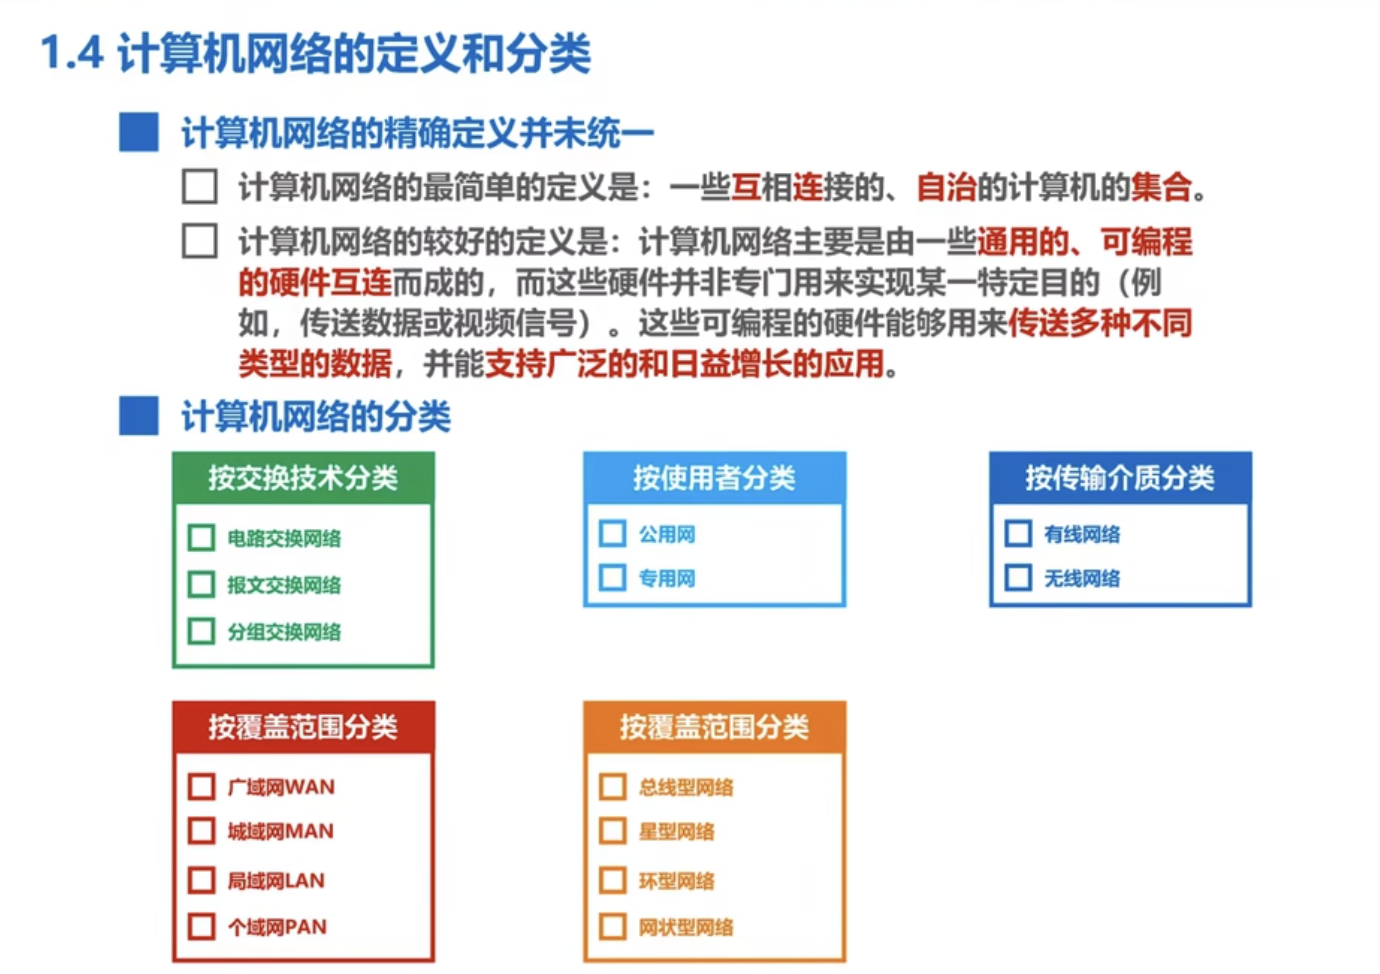 1.4 计算机网络的定义和分类
计算机网络的精确定义并未统一
计算机网络的最简单的定义是：一些互相连接的、自治的计算机的集合。
计算机网络的较好的定义是：计算机网络主要是由一些通用的、可编程
的硬件互连而成的，而这些硬件并非专门用来实现某一特定目的（例
如，传送数据或视频信号）。这些可编程的硬件能够用来传送多种不同
类型的数据，并能支持广泛的和日益增长的应用。
计算机网络的分类
按交换技术分类
电路交换网络
报文交换网络
分组交换网络
按使用者分类
公用网
专用网
按传输介质分类
有线网络
无线网络
按覆盖范围分类
广域网WAN
城域网MAN
局域网LAN
个域网PAN
按覆盖范围分类
总线型网络
星型网络
环型网络
网状型网络